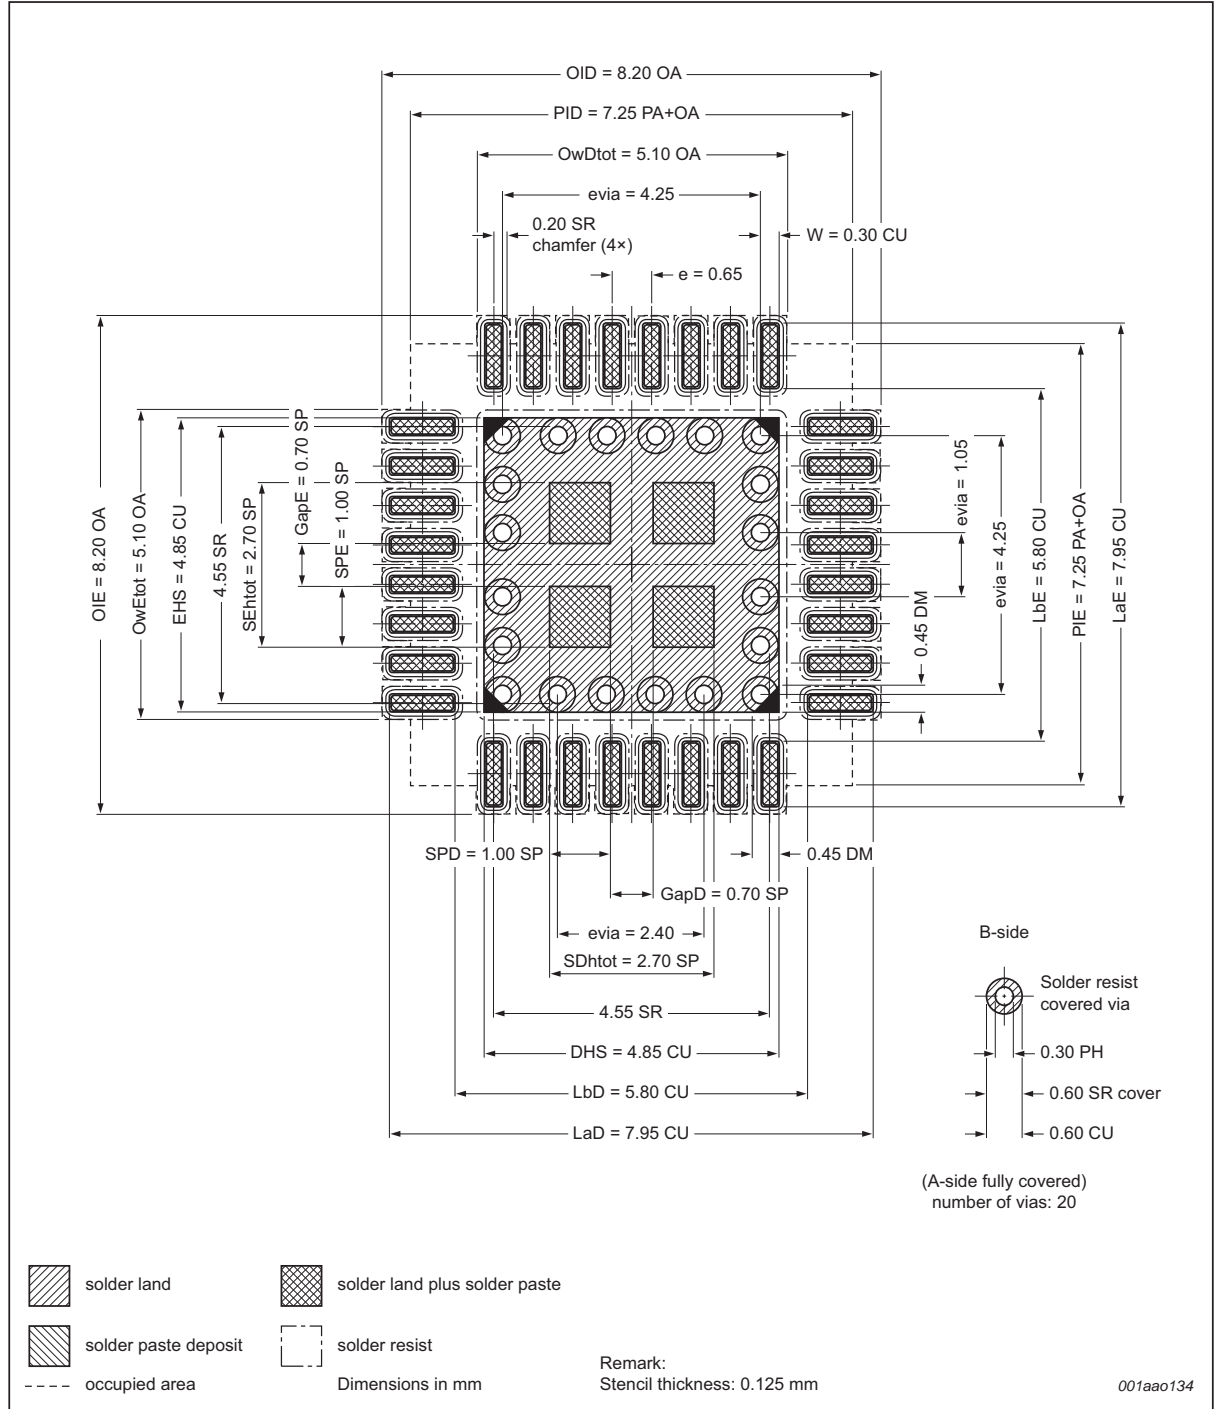 OID = 8.20 OA
PID = 7.25 PA+OA
OwDtot = 5.10 OA
evia = 4.25
0.20 SR
chamfer (4×)
W = 0.30 CU
e = 0.65
OIE = 8.20 OA
OwEtot = 5.10 OA
EHS = 4.85 CU
4.55 SR
SEhtot = 2.70 SP
GapE = 0.70 SP
SPE = 1.00 SP
evia = 1.05
0.45 DM
evia = 4.25
LbE = 5.80 CU
PIE = 7.25 PA+OA
LaE = 7.95 CU
SPD = 1.00 SP
0.45 DM
GapD = 0.70 SP
evia = 2.40
SDhtot = 2.70 SP
4.55 SR
DHS = 4.85 CU
LbD = 5.80 CU
LaD = 7.95 CU
B-side
Solder resist
covered via
0.30 PH
0.60 SR cover
0.60 CU
(A-side fully covered)
number of vias: 20
solder land
solder land plus solder paste
solder paste deposit
solder resist
occupied area
Dimensions in mm
Remark:
Stencil thickness: 0.125 mm
001aao134